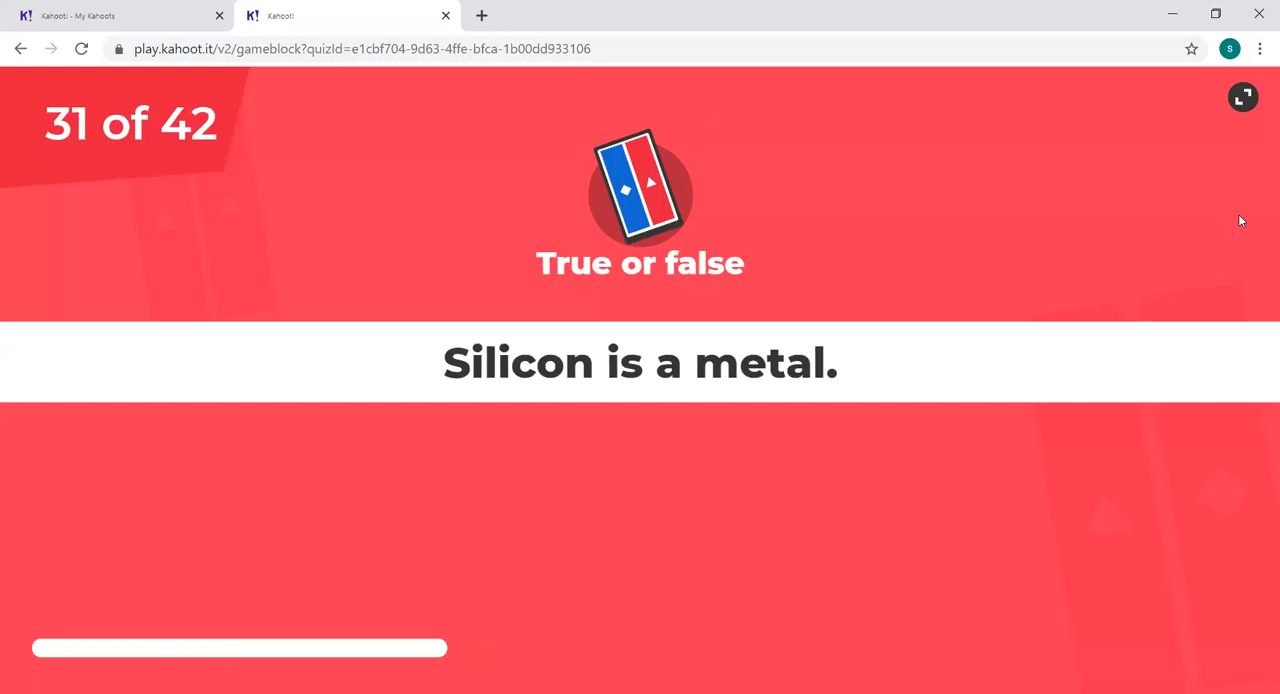 K! Kahoot! - My Kahoots
K! Kahoot!
play.kahoot.it/v2/gameblock?quizId=e1cbf704-9d63-4ffe-bfca-1b00dd933106
S
31 of 42
True or false
Silicon is a metal.